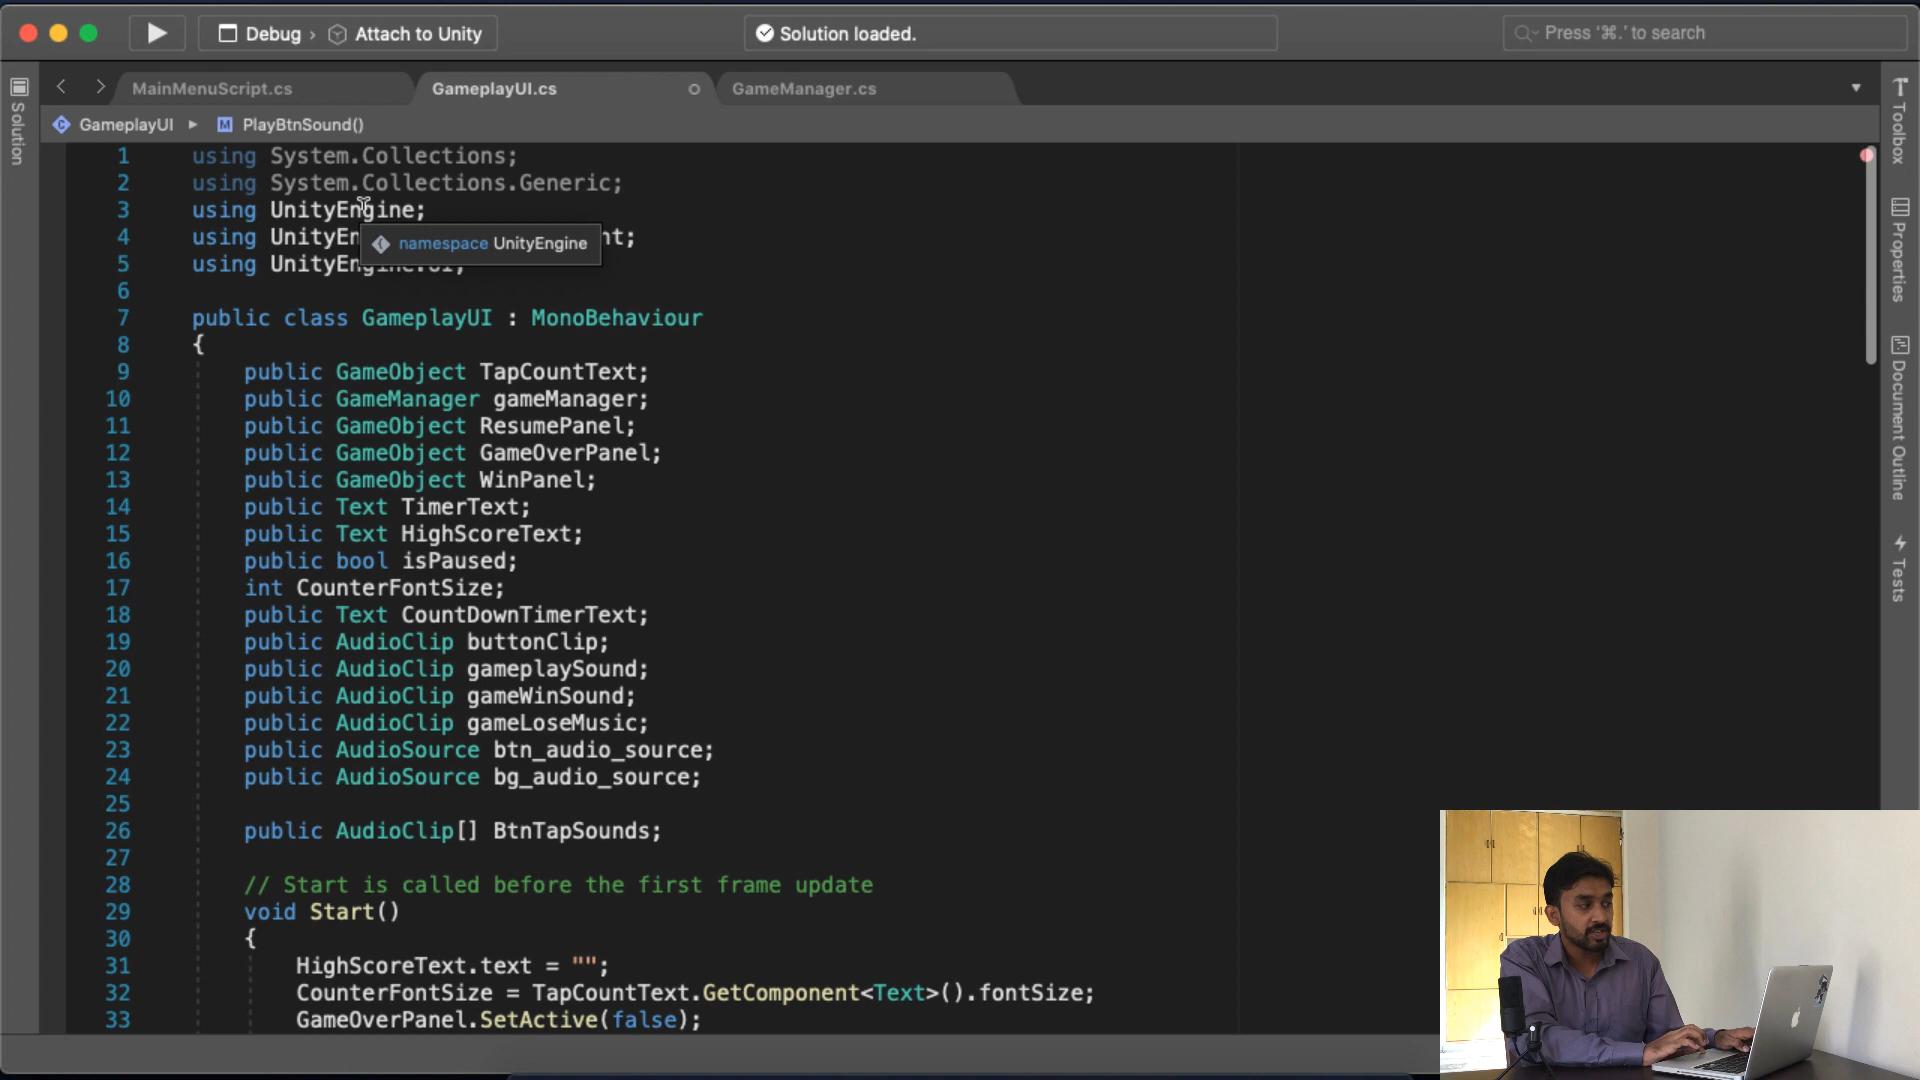 Debug › Attach to Unity
Solution loaded.
Press '⌘.' to search
MainMenuScript.cs
GameplayUI.cs
GameManager.cs
GameplayUI ▸ PlayBtnSound()
Solution
Toolbox
Properties
Document Outline
Tests
1 using System.Collections;
2 using System.Collections.Generic;
3 using UnityEngine;
4 using UnityEn nt;
namespace UnityEngine
5 using UnityEngine.UI;
6
7 public class GameplayUI : MonoBehaviour
8 {
9 public GameObject TapCountText;
10 public GameManager gameManager;
11 public GameObject ResumePanel;
12 public GameObject GameOverPanel;
13 public GameObject WinPanel;
14 public Text TimerText;
15 public Text HighScoreText;
16 public bool isPaused;
17 int CounterFontSize;
18 public Text CountDownTimerText;
19 public AudioClip buttonClip;
20 public AudioClip gameplaySound;
21 public AudioClip gameWinSound;
22 public AudioClip gameLoseMusic;
23 public AudioSource btn_audio_source;
24 public AudioSource bg_audio_source;
25
26 public AudioClip[] BtnTapSounds;
27
28 // Start is called before the first frame update
29 void Start()
30 {
31 HighScoreText.text = "";
32 CounterFontSize = TapCountText.GetComponent<Text>().fontSize;
33 GameOverPanel.SetActive(false);